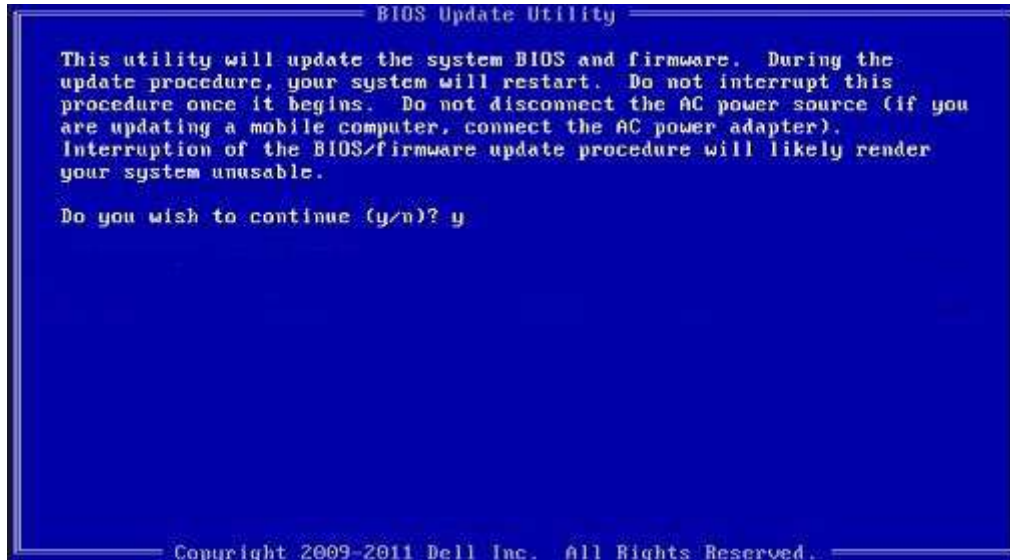 BIOS Update Utility
This utility will update the system BIOS and firmware. During the
update procedure, your system will restart. Do not interrupt this
procedure once it begins. Do not disconnect the AC power source (if you
are updating a mobile computer, connect the AC power adapter).
Interruption of the BIOS/firmware update procedure will likely render
your system unusable.
Do you wish to continue (y/n)? y
Copyright 2009-2011 Dell Inc. All Rights Reserved.